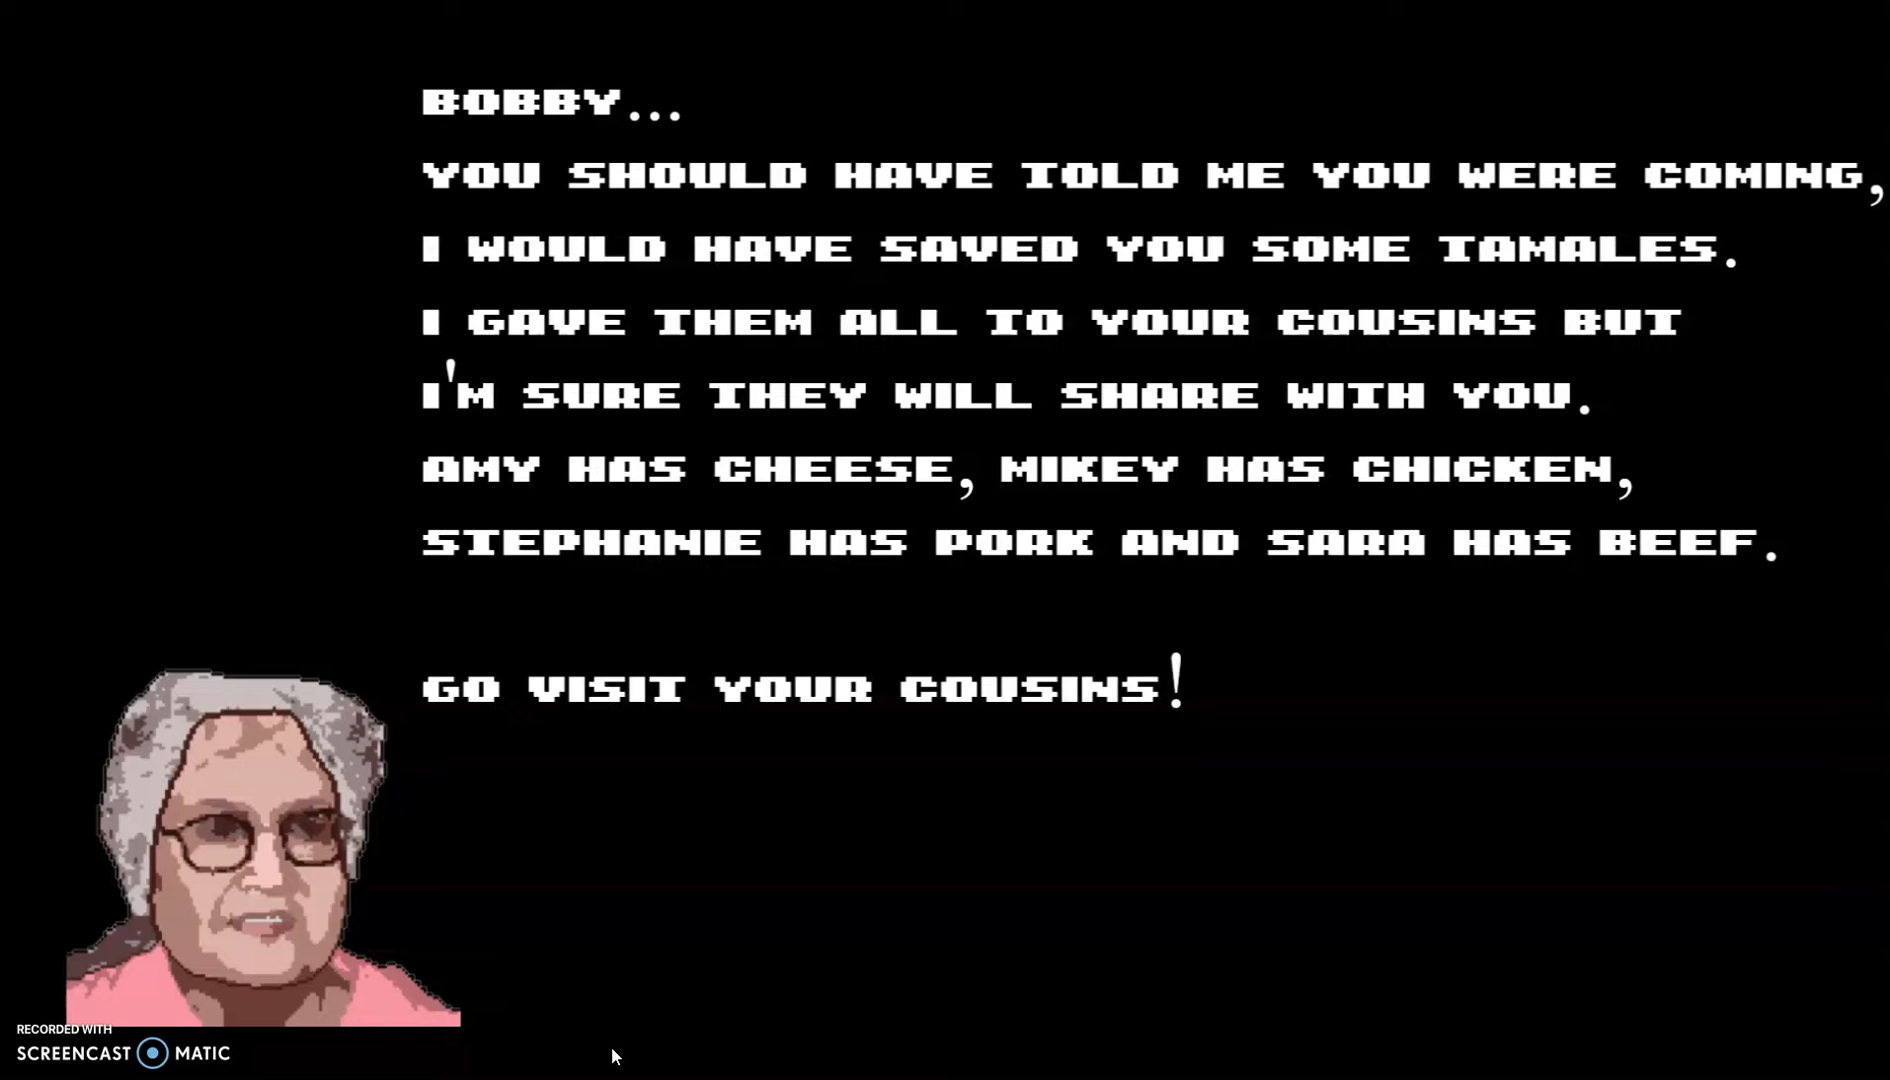 BOBBY...
YOU SHOULD HAVE TOLD ME YOU WERE COMING,
I WOULD HAVE SAVED YOU SOME TAMALES.
I GAVE THEM ALL TO YOUR COUSINS BUT
I'M SURE THEY WILL SHARE WITH YOU.
AMY HAS CHEESE, MIKEY HAS CHICKEN,
STEPHANIE HAS PORK AND SARA HAS BEEF.
GO VISIT YOUR COUSINS!
RECORDED WITH
SCREENCAST MATIC